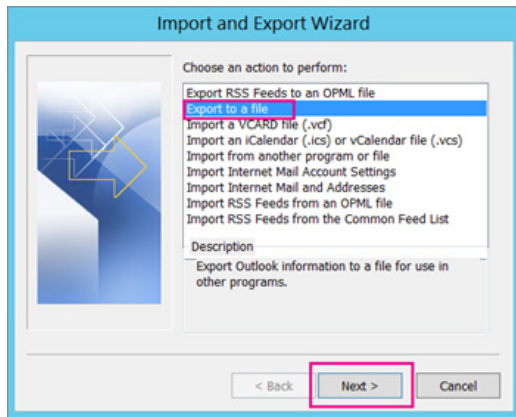 Import and Export Wizard
Choose an action to perform:
Export RSS Feeds to an OPML file
Export to a file
Import a VCARD file (.vcf)
Import an iCalendar (.ics) or vCalendar file (.vcs)
Import from another program or file
Import Internet Mail Account Settings
Import Internet Mail and Addresses
Import RSS Feeds from an OPML file
Import RSS Feeds from the Common Feed List
Description
Export Outlook information to a file for use in
other programs.
< Back Next > Cancel